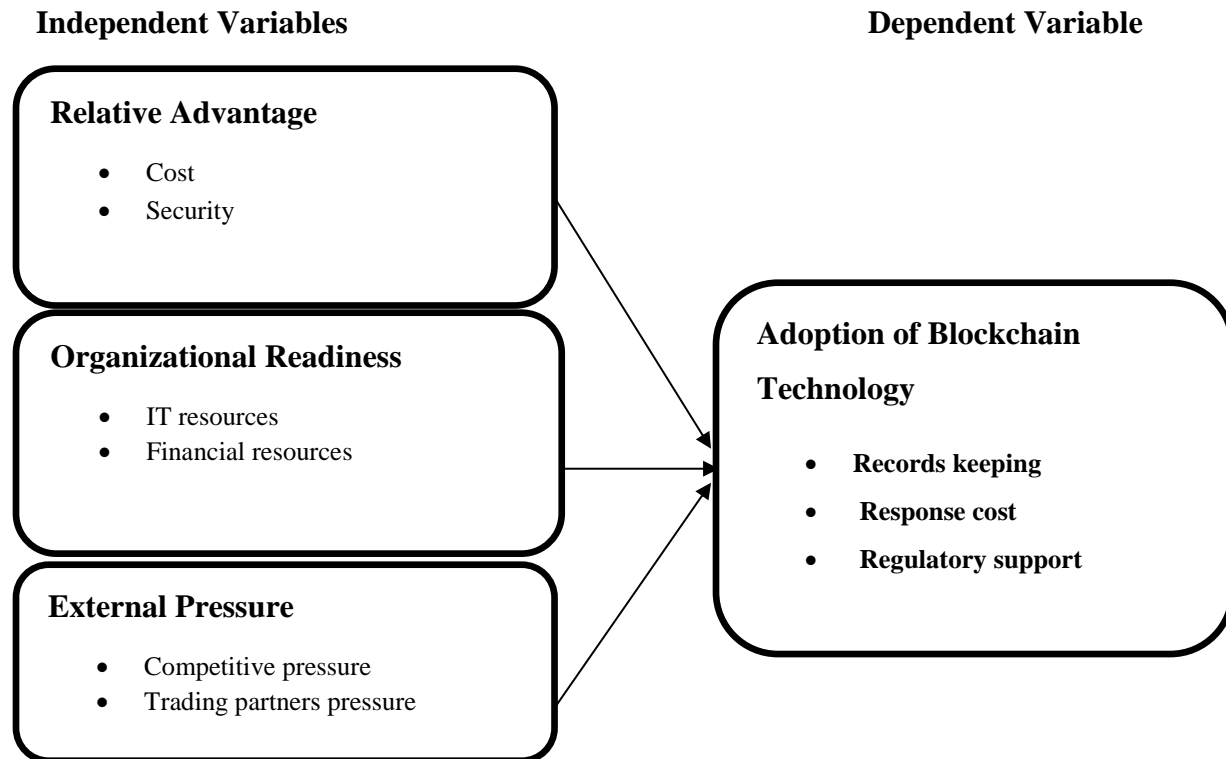 Independent Variables
Dependent Variable
Relative Advantage
• Cost
• Security
Organizational Readiness
• IT resources
• Financial resources
External Pressure
• Competitive pressure
• Trading partners pressure
Adoption of Blockchain
Technology
• Records keeping
• Response cost
• Regulatory support